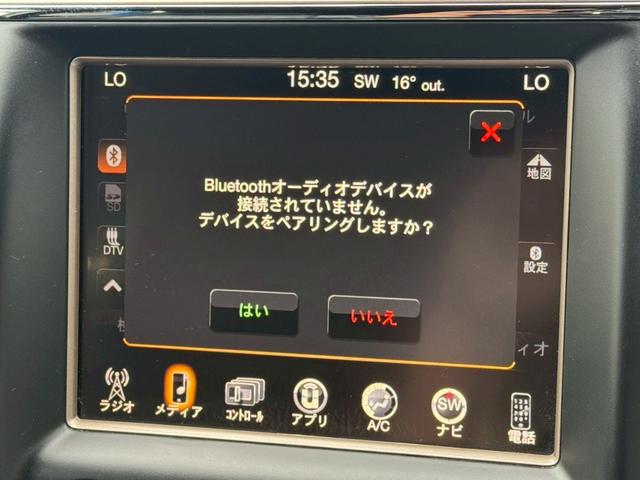 LO
15:35 SW 16° out.
LO
ル
Bluetoothオーディオデバイスが
接続されていません。
デバイスをペアリングしますか？
地図
SD
DTV
設定
はい
いいえ
ィオ
ラジオ
メディア
コントロール
アプリ
A/C
SW
ナビ
電話